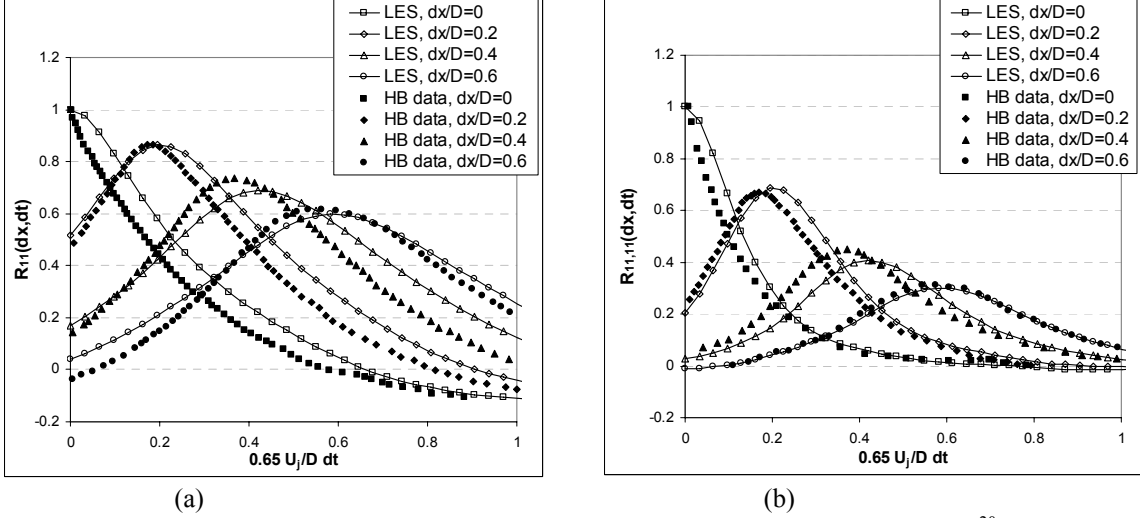 LES, dx/D=0
LES, dx/D=0.2
LES, dx/D=0.4
LES, dx/D=0.6
HB data, dx/D=0
HB data, dx/D=0.2
HB data, dx/D=0.4
HB data, dx/D=0.6
1.2
1
0.8
0.6
0.4
0.2
0
-0.2
R11(dx,dt)
0 0.2 0.4 0.6 0.8 1
0.65 Uj/D dt
(a)
LES, dx/D=0
LES, dx/D=0.2
LES, dx/D=0.4
LES, dx/D=0.6
HB data, dx/D=0
HB data, dx/D=0.2
HB data, dx/D=0.4
HB data, dx/D=0.6
1.2
1
0.8
0.6
0.4
0.2
0
-0.2
R11,11(dx,dt)
0 0.2 0.4 0.6 0.8 1
0.65 Uj/D dt
(b)